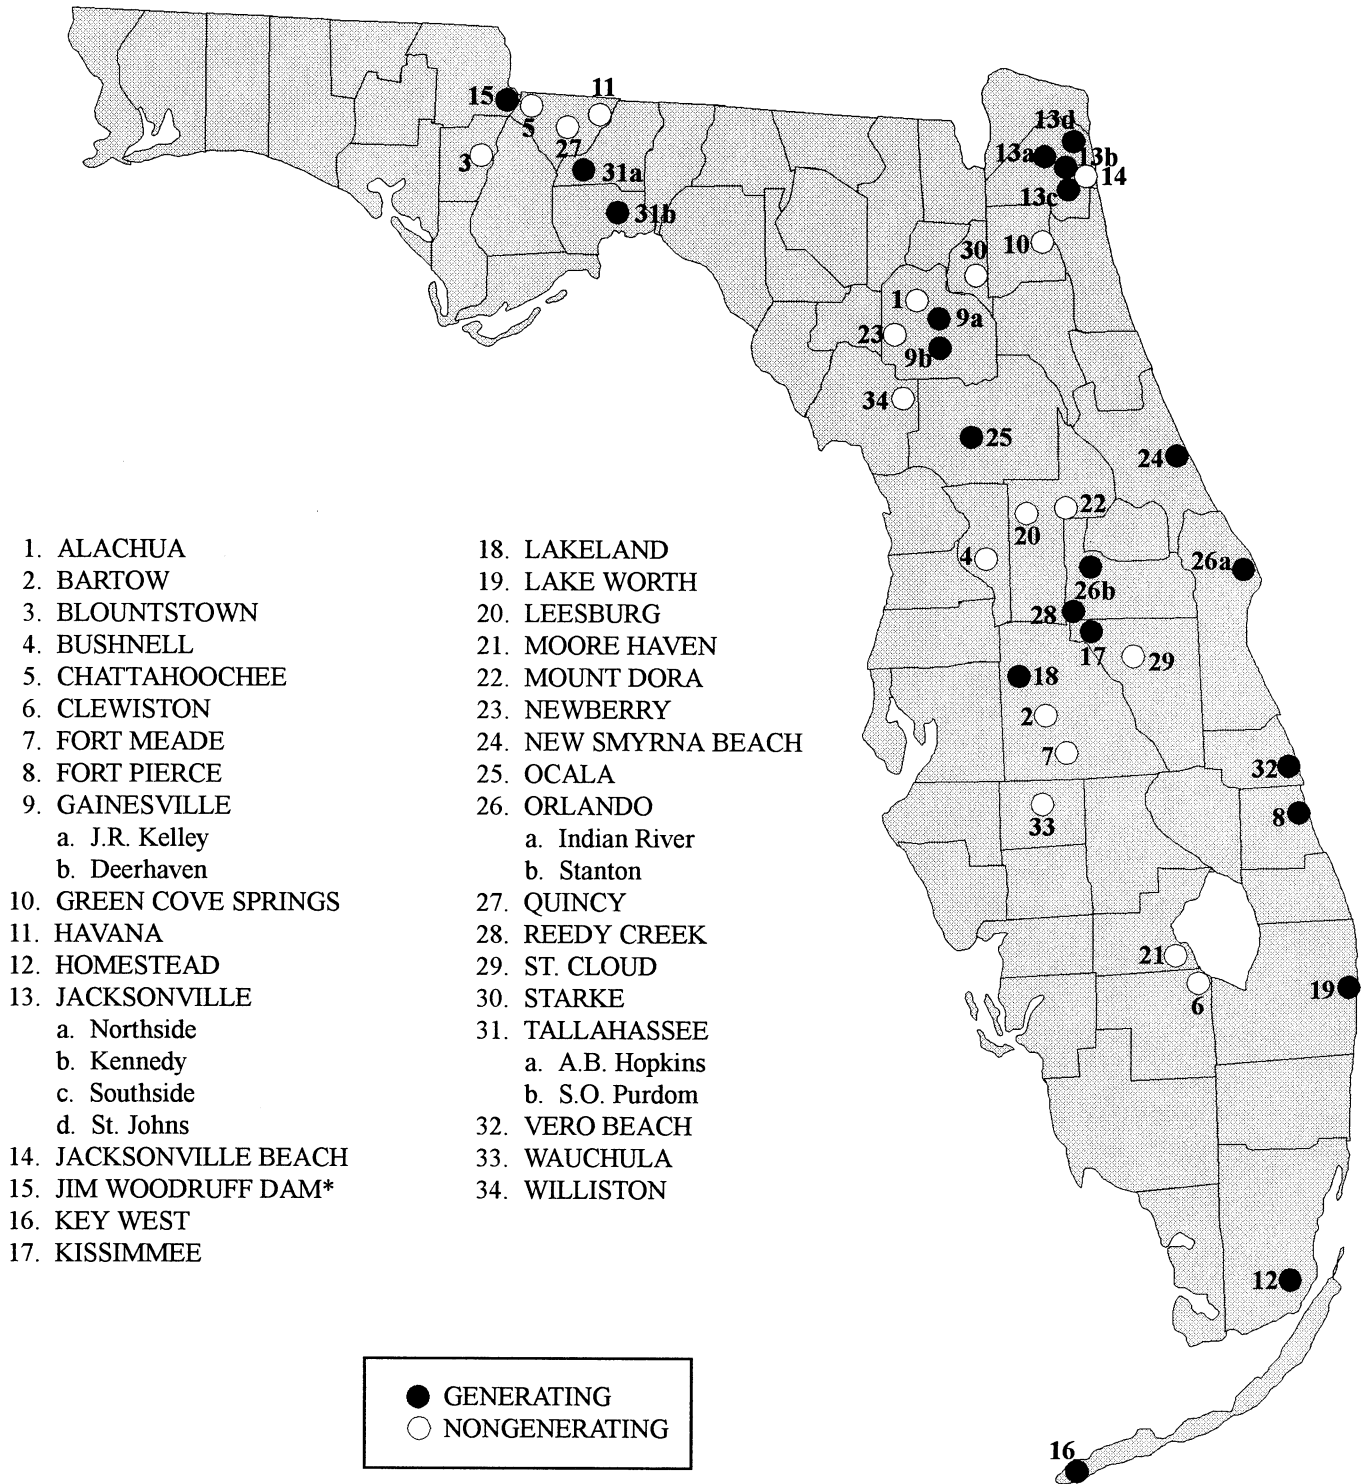 15
5
11
27
3
31a
31b
13d
13a
13b
14
13c
10
30
1
9a
23
9b
34
25
24
22
20
4
26a
26b
28
17
29
18
2
7
32
33
8
21
6
19
12
16
1. ALACHUA
2. BARTOW
3. BLOUNTSTOWN
4. BUSHNELL
5. CHATTAHOOCHEE
6. CLEWISTON
7. FORT MEADE
8. FORT PIERCE
9. GAINESVILLE
a. J.R. Kelley
b. Deerhaven
10. GREEN COVE SPRINGS
11. HAVANA
12. HOMESTEAD
13. JACKSONVILLE
a. Northside
b. Kennedy
c. Southside
d. St. Johns
14. JACKSONVILLE BEACH
15. JIM WOODRUFF DAM*
16. KEY WEST
17. KISSIMMEE
18. LAKELAND
19. LAKE WORTH
20. LEESBURG
21. MOORE HAVEN
22. MOUNT DORA
23. NEWBERRY
24. NEW SMYRNA BEACH
25. OCALA
26. ORLANDO
a. Indian River
b. Stanton
27. QUINCY
28. REEDY CREEK
29. ST. CLOUD
30. STARKE
31. TALLAHASSEE
a. A.B. Hopkins
b. S.O. Purdom
32. VERO BEACH
33. WAUCHULA
34. WILLISTON
GENERATING
NONGENERATING